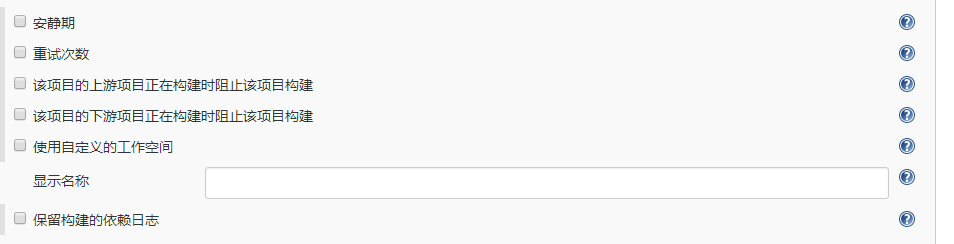 安静期
重试次数
该项目的上游项目正在构建时阻止该项目构建
该项目的下游项目正在构建时阻止该项目构建
使用自定义的工作空间
显示名称
保留构建的依赖日志